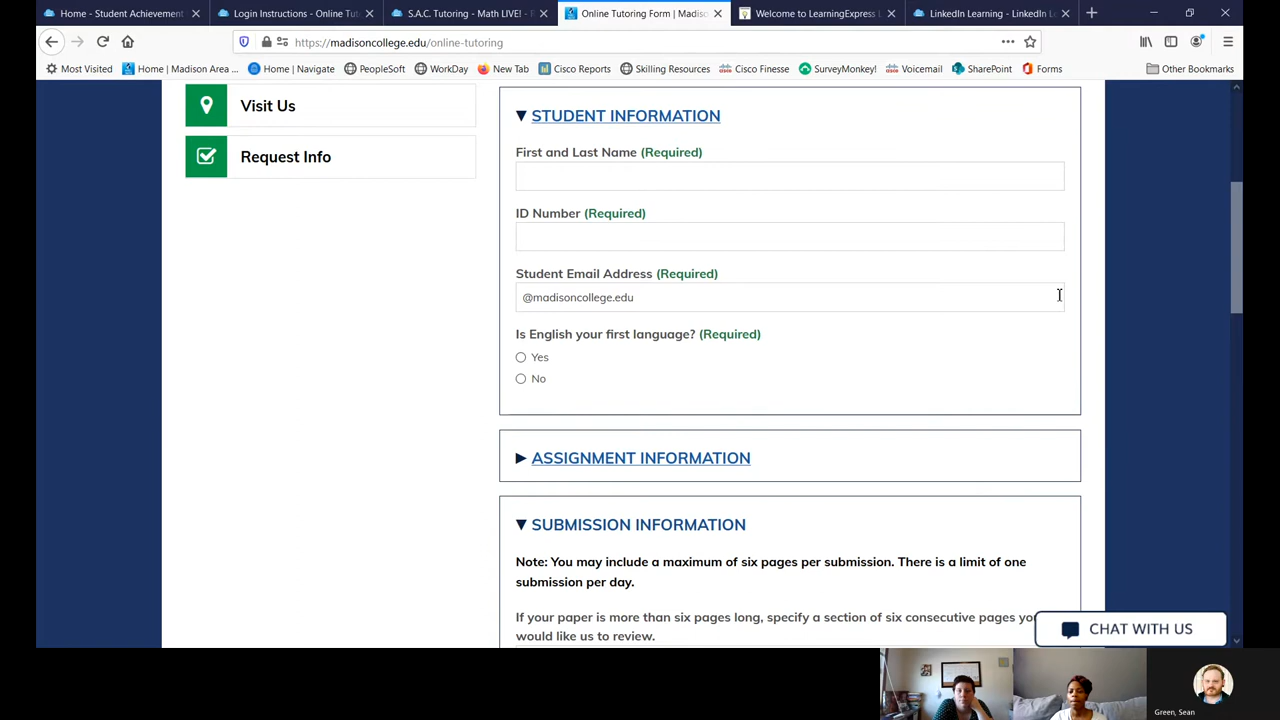 Home - Student Achievement
Login Instructions - Online Tut
S.A.C. Tutoring - Math LIVE! - 
Online Tutoring Form | Madiso
Welcome to LearningExpress L
LinkedIn Learning - LinkedIn Le
https://madisoncollege.edu/online-tutoring
Most Visited
Home | Madison Area ...
Home | Navigate
PeopleSoft
WorkDay
New Tab
Cisco Reports
Skilling Resources
Cisco Finesse
SurveyMonkey!
Voicemail
SharePoint
Forms
Other Bookmarks
Visit Us
Request Info
STUDENT INFORMATION
First and Last Name (Required)
ID Number (Required)
Student Email Address (Required)
@madisoncollege.edu
Is English your first language? (Required)
Yes
No
ASSIGNMENT INFORMATION
SUBMISSION INFORMATION
Note: You may include a maximum of six pages per submission. There is a limit of one
submission per day.
If your paper is more than six pages long, specify a section of six consecutive pages you
would like us to review.
CHAT WITH US
Green, Sean